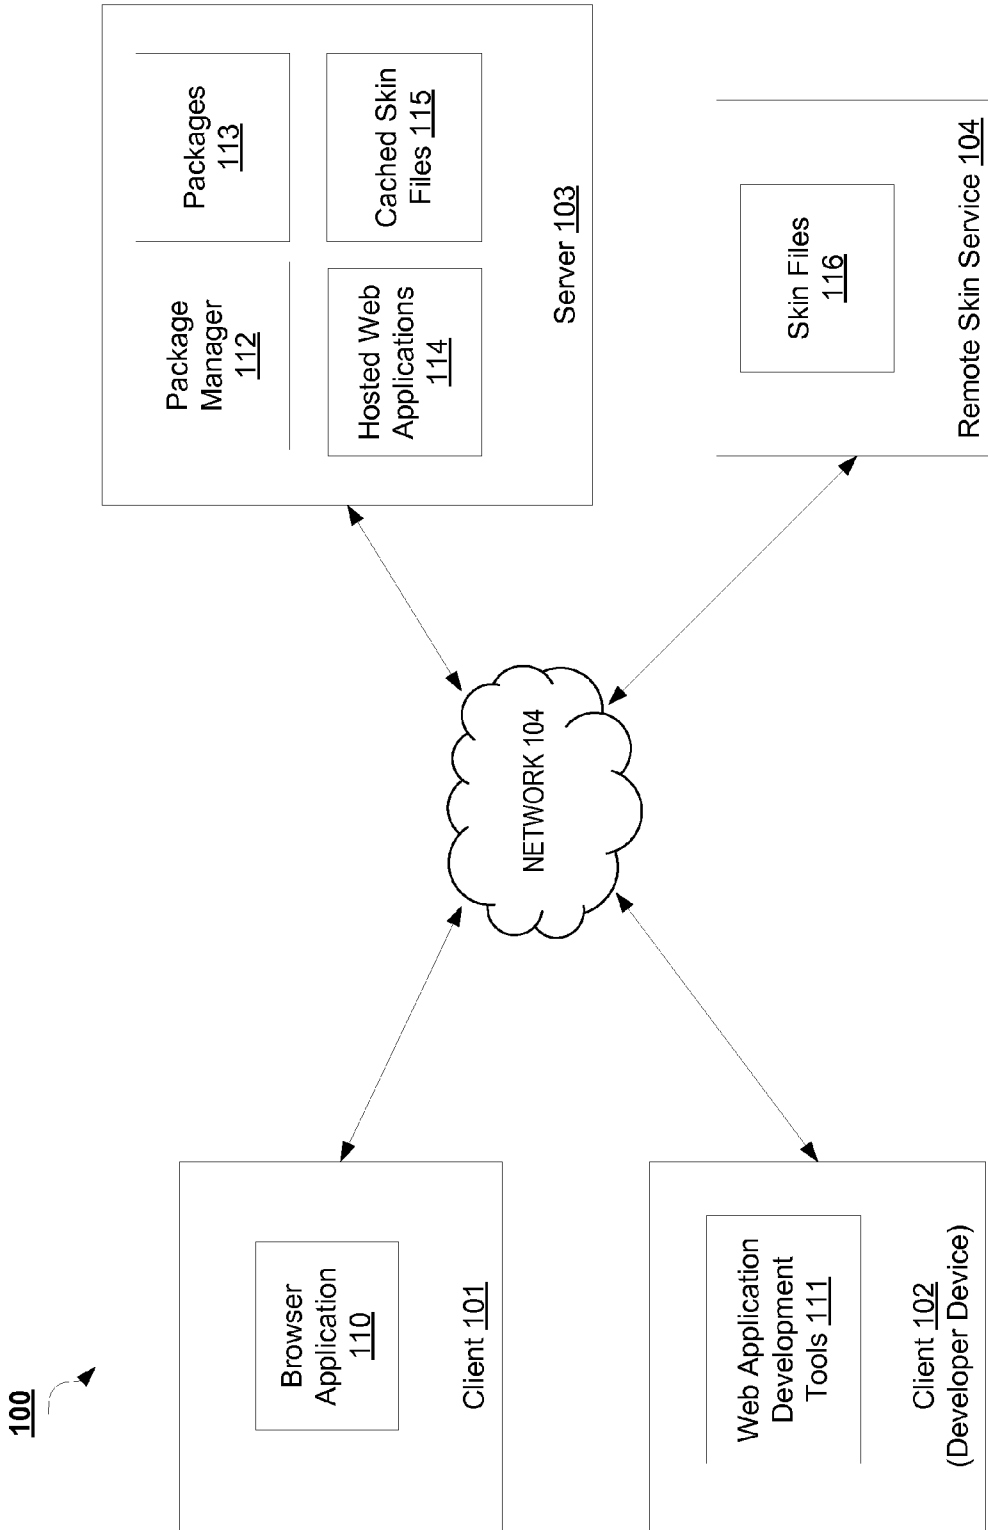 100
Browser
Application
110
Client 101
Web Application
Development
Tools 111
Client 102
(Developer Device)
NETWORK 104
Package
Manager
112
Packages
113
Hosted Web
Applications
114
Cached Skin
Files 115
Server 103
Skin Files
116
Remote Skin Service 104